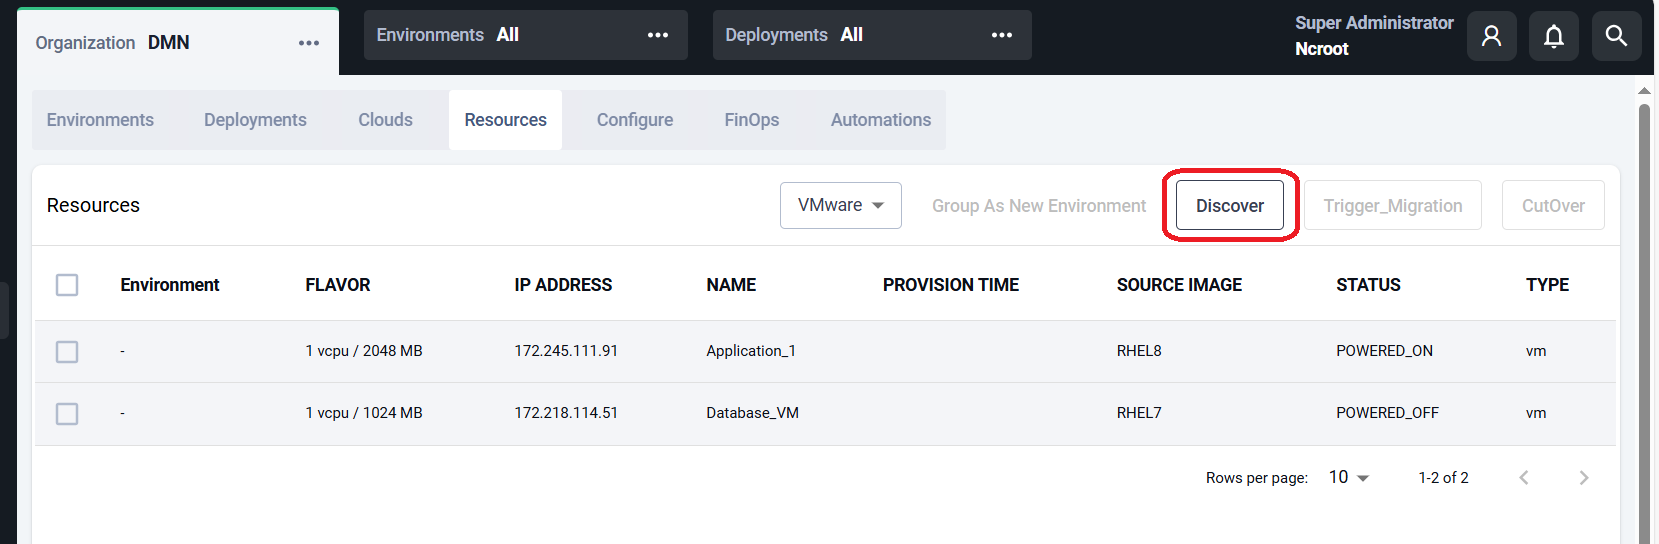 Organization DMN ••• Environments All ••• Deployments All ••• Super Administrator
Ncroot
Environments Deployments Clouds Resources Configure FinOps Automations
Resources VMware Group As New Environment Discover Trigger_Migration CutOver
Environment FLAVOR IP ADDRESS NAME PROVISION TIME SOURCE IMAGE STATUS TYPE
- 1 vcpu / 2048 MB 172.245.111.91 Application_1 RHEL8 POWERED_ON vm
- 1 vcpu / 1024 MB 172.218.114.51 Database_VM RHEL7 POWERED_OFF vm
Rows per page: 10 1-2 of 2